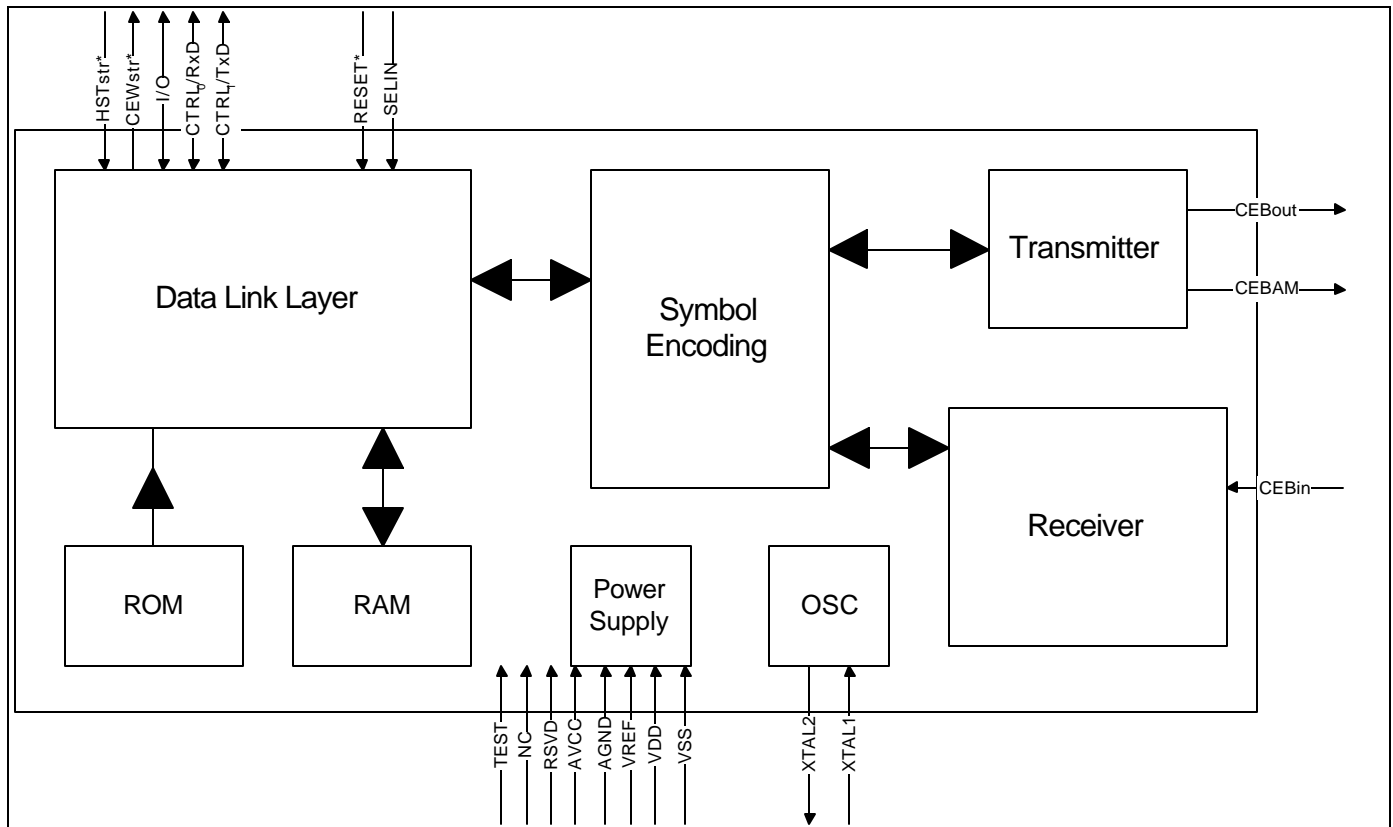 HSTstr*
CEWstr*
I/O
CTRL0/RxD
CTRL1/TxD
RESET*
SELIN
Data Link Layer
Symbol
Encoding
Transmitter
CEBout
CEBAM
Receiver
CEBin
ROM
RAM
Power
Supply
OSC
TEST
NC
RSVD
AVCC
AGND
VREF
VDD
VSS
XTAL2
XTAL1